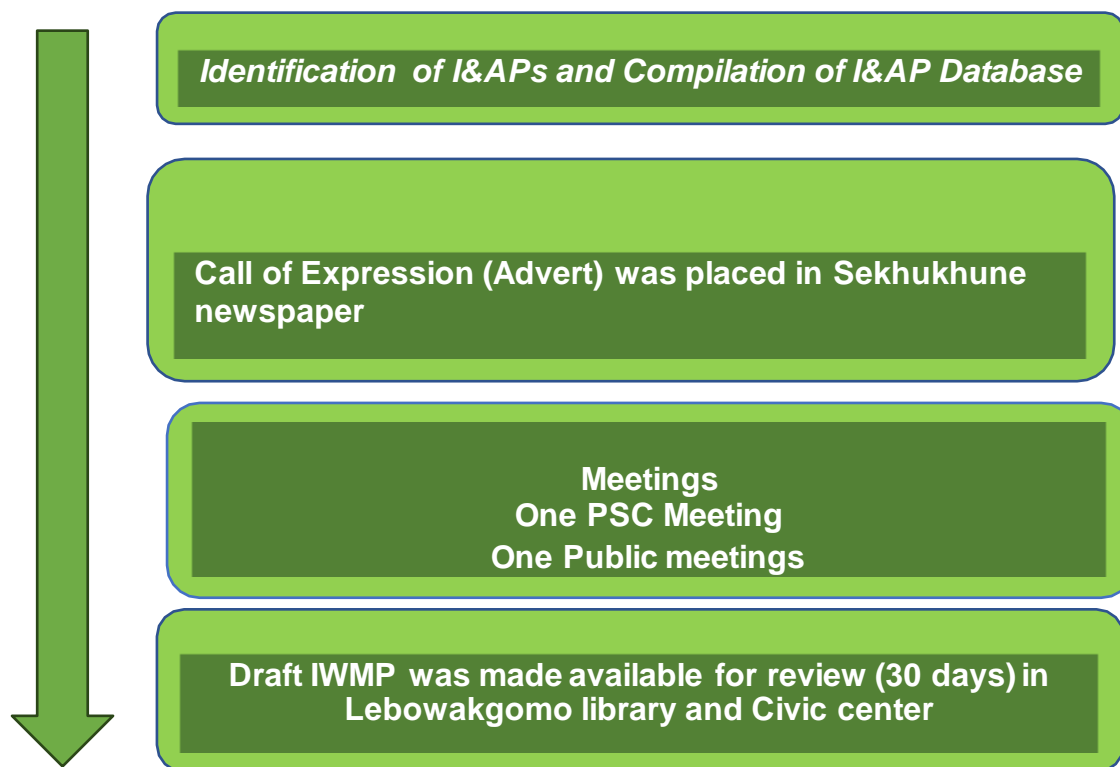 Identification of I&APs and Compilation of I&AP Database
Call of Expression (Advert) was placed in Sekhukhune
newspaper
Meetings
One PSC Meeting
One Public meetings
Draft IWMP was made available for review (30 days) in
Lebowakgomo library and Civic center